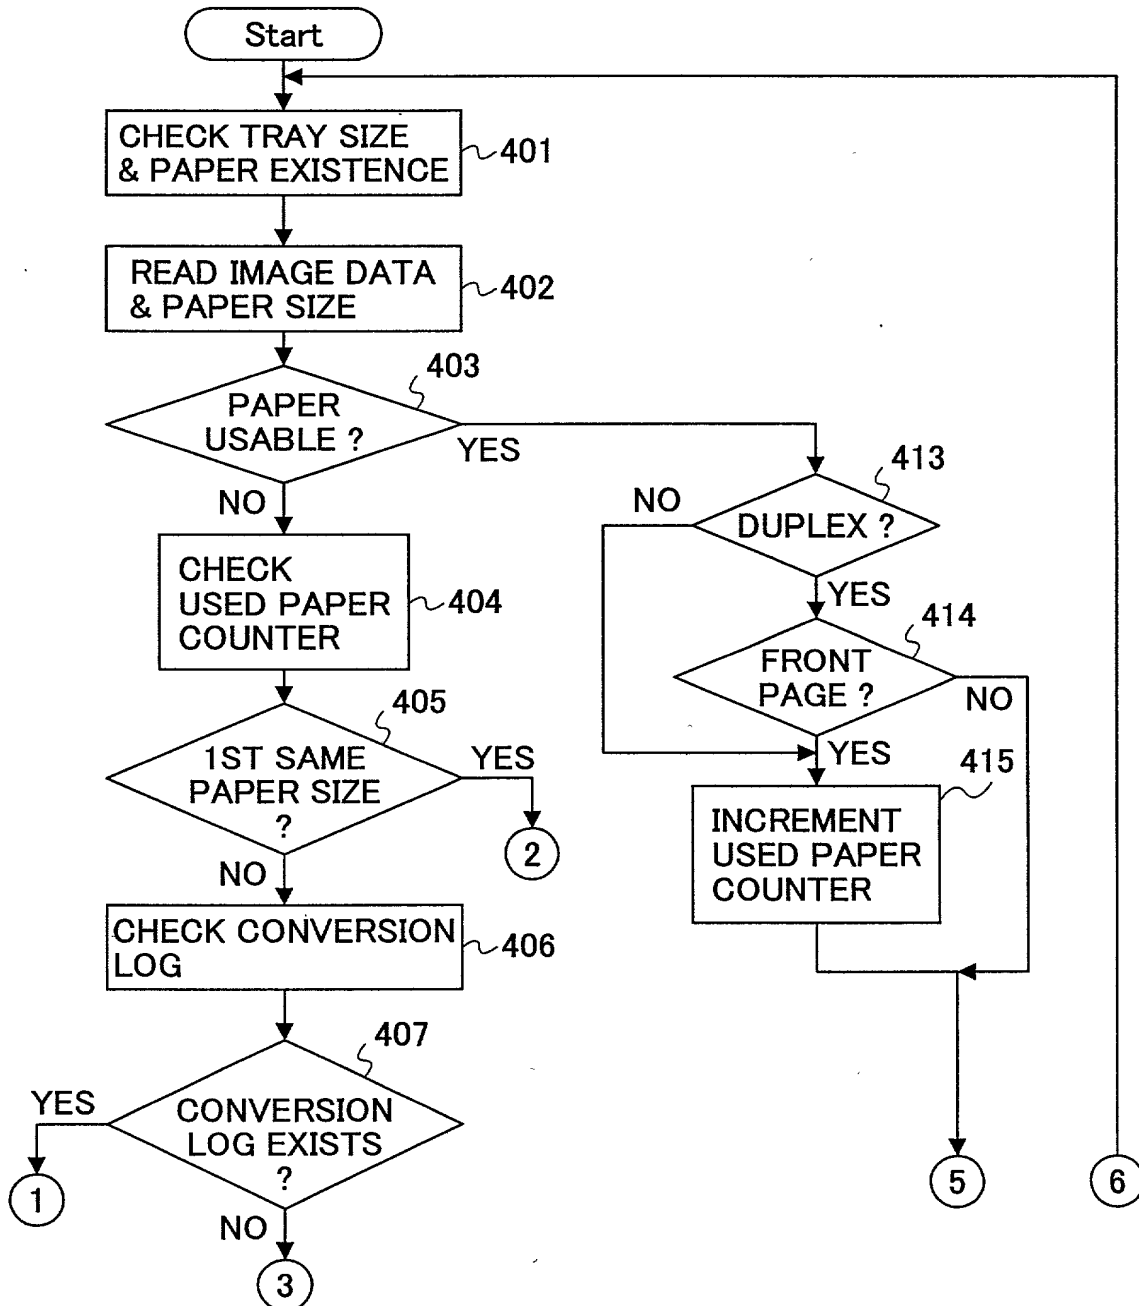 Start
CHECK TRAY SIZE
& PAPER EXISTENCE
401
READ IMAGE DATA
& PAPER SIZE
402
403
PAPER
USABLE ?
YES
NO
CHECK
USED PAPER
COUNTER
404
405
1ST SAME
PAPER SIZE
?
YES
2
NO
CHECK CONVERSION
LOG
406
407
CONVERSION
LOG EXISTS
?
YES
1
NO
3
413
DUPLEX ?
NO
YES
414
FRONT
PAGE ?
NO
YES
415
INCREMENT
USED PAPER
COUNTER
5
6